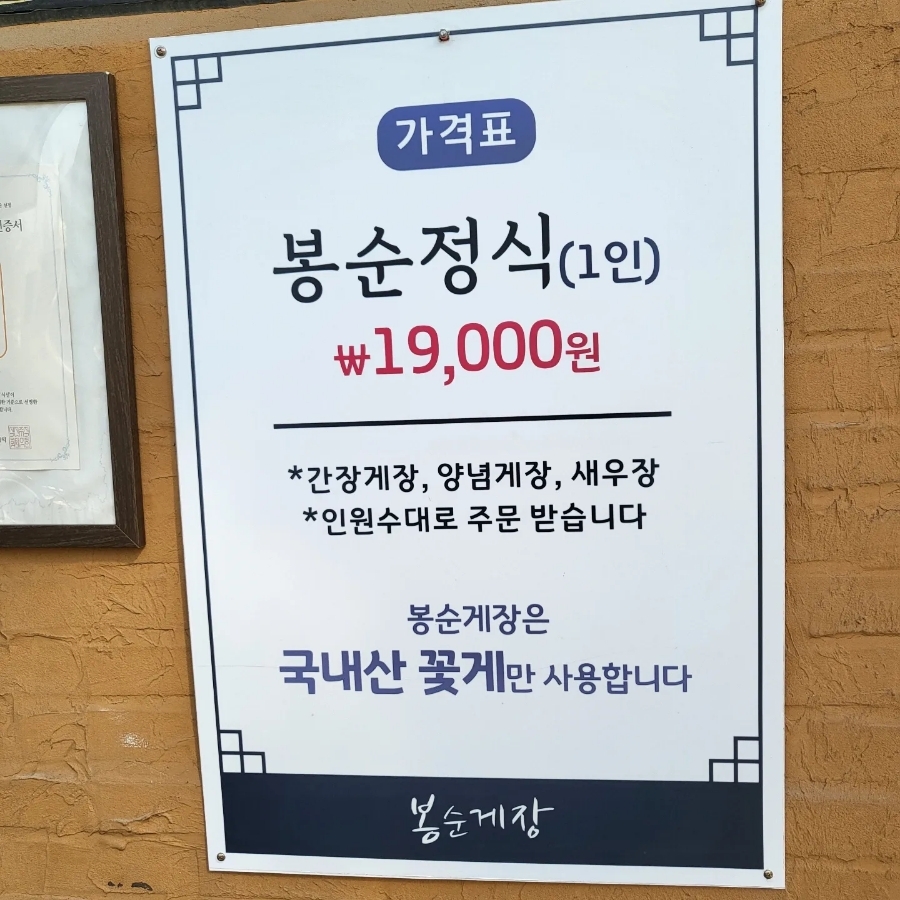 가격표
봉순정식(1인)
₩19,000원
*간장게장, 양념게장, 새우장
*인원수대로 주문 받습니다
봉순게장은
국내산 꽃게만 사용합니다
봉순게장
증서